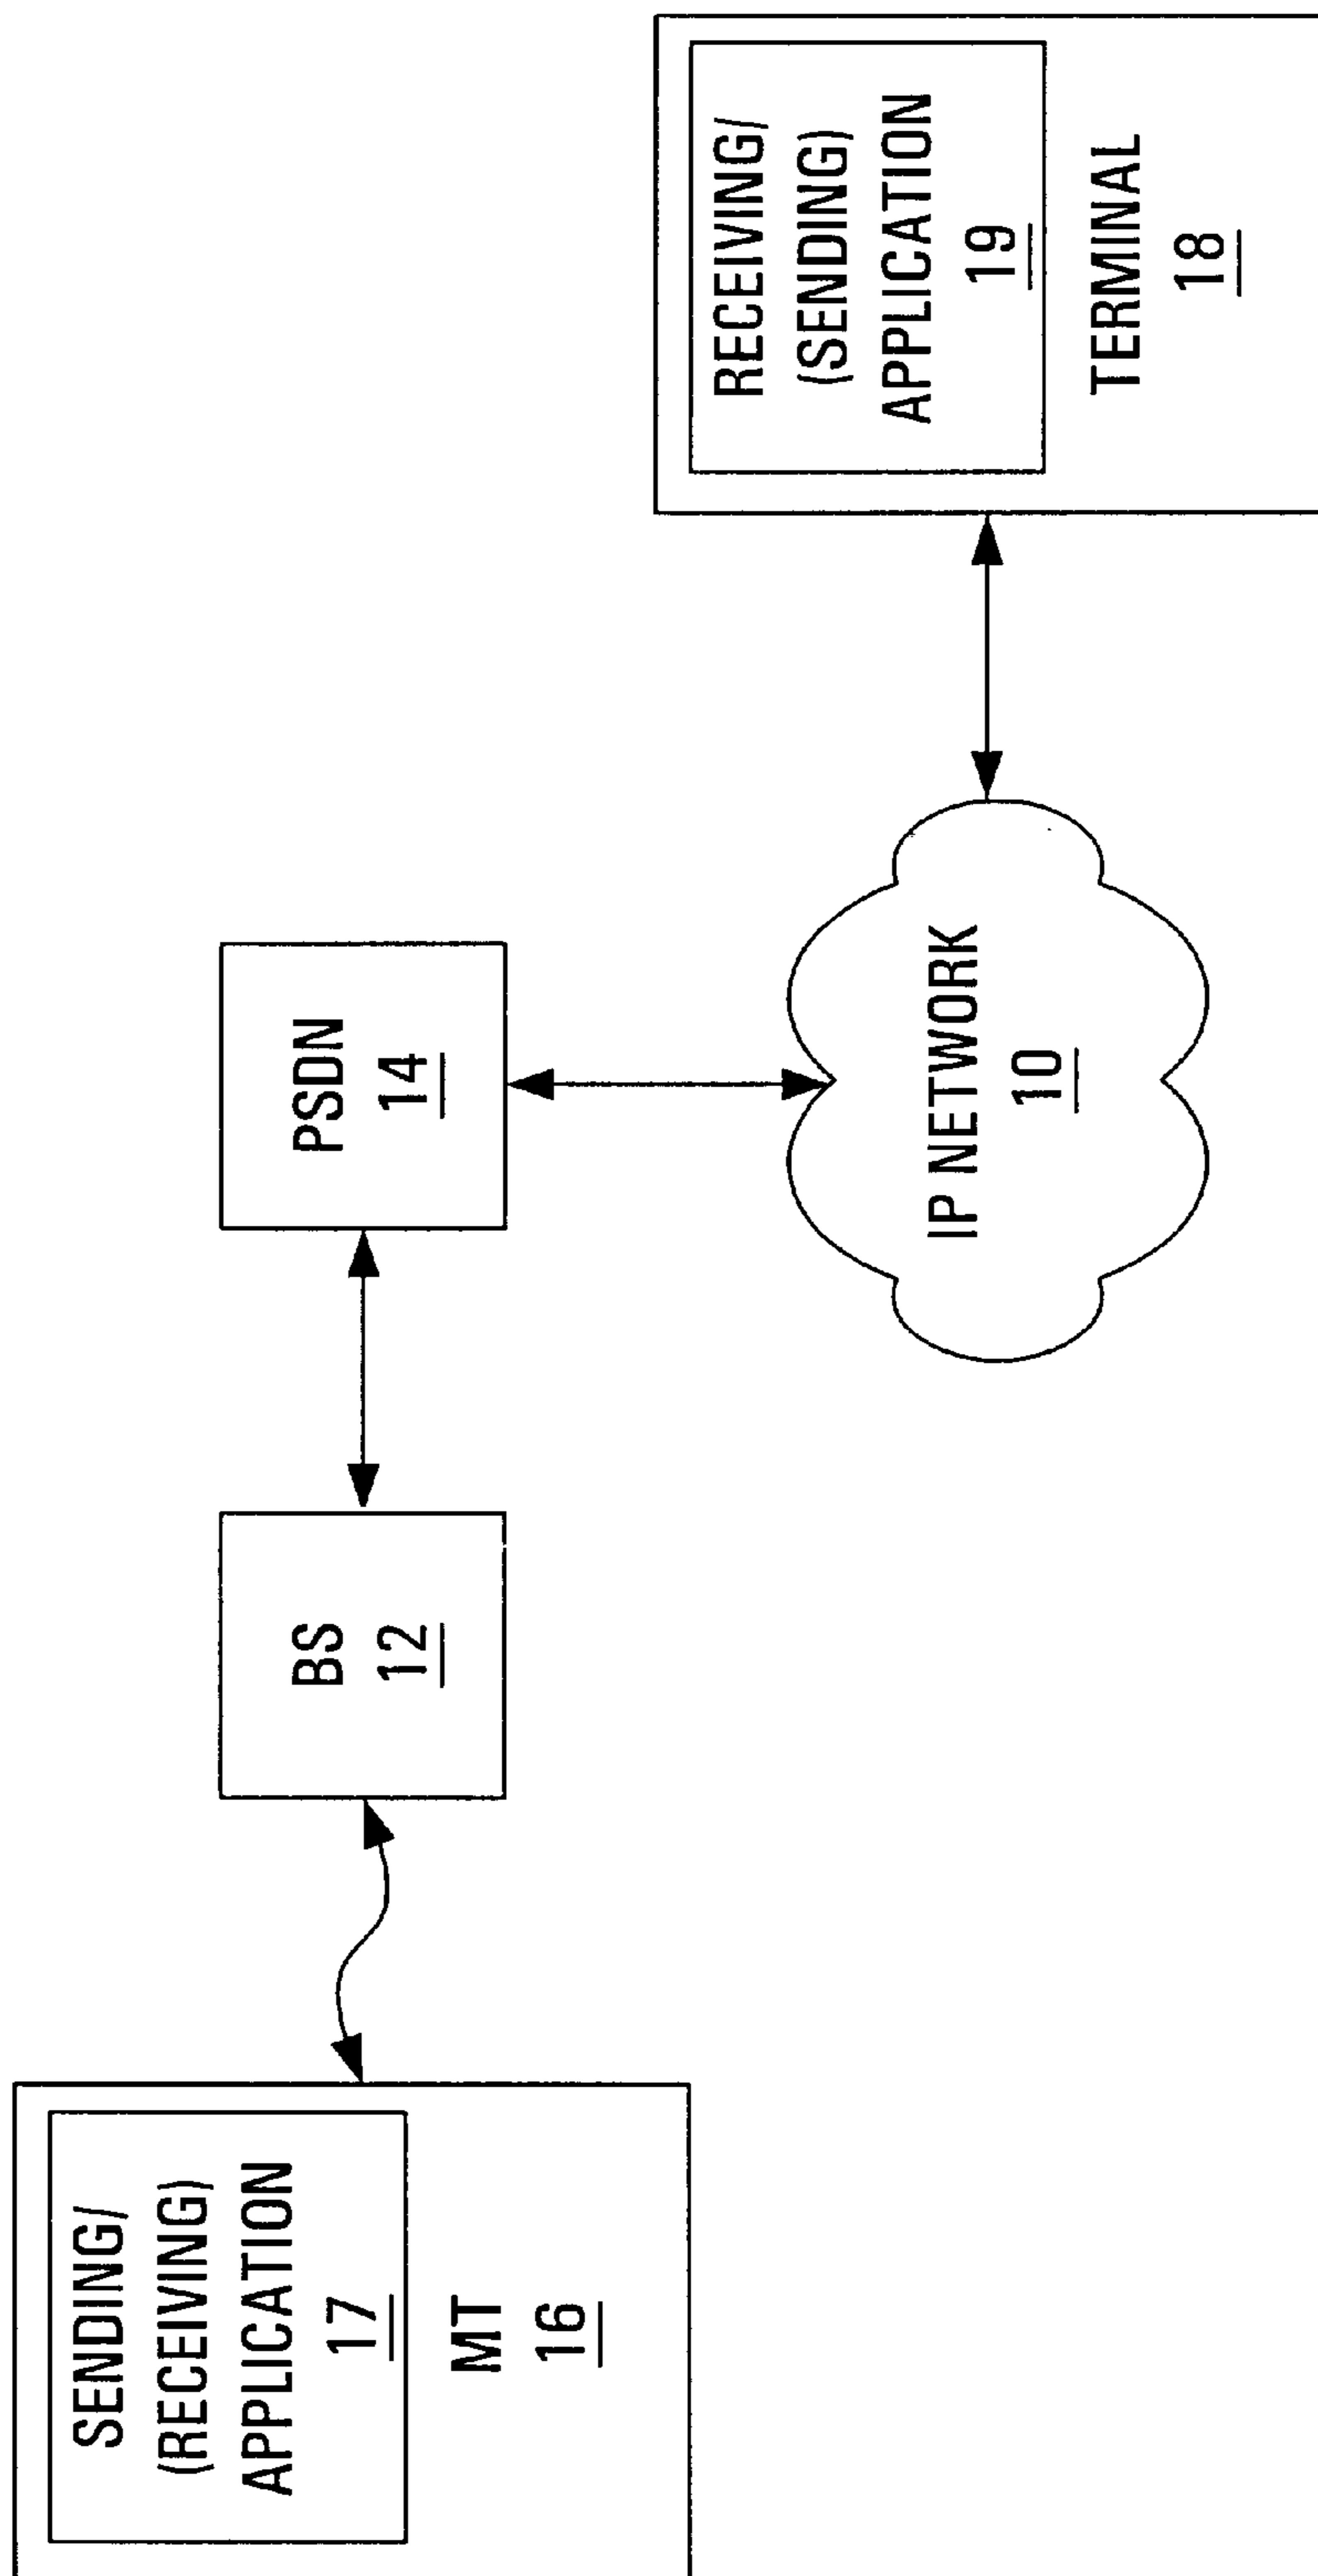 SENDING/
(RECEIVING)
APPLICATION
17
MT
16
BS
12
PSDN
14
IP NETWORK
10
RECEIVING/
(SENDING)
APPLICATION
19
TERMINAL
18